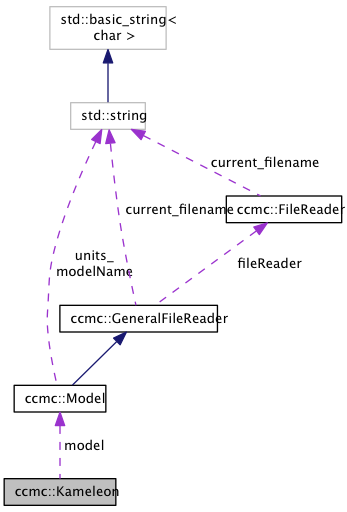 std::basic_string<
char >
std::string
current_filename
current_filename
ccmc::FileReader
units_
modelName
fileReader
ccmc::GeneralFileReader
ccmc::Model
model
ccmc::Kameleon